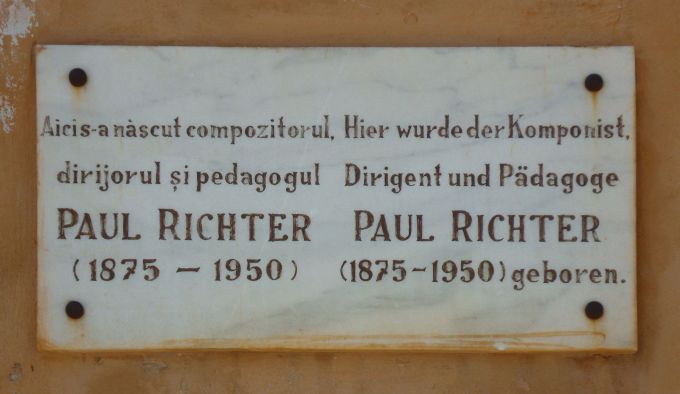 Aici s-a nàscut compozitorul,
dirijorul și pedagogul
PAUL RICHTER
(1875 – 1950)
Hier wurde der Komponist,
Dirigent und Pädagoge
PAUL RICHTER
(1875-1950) geboren.